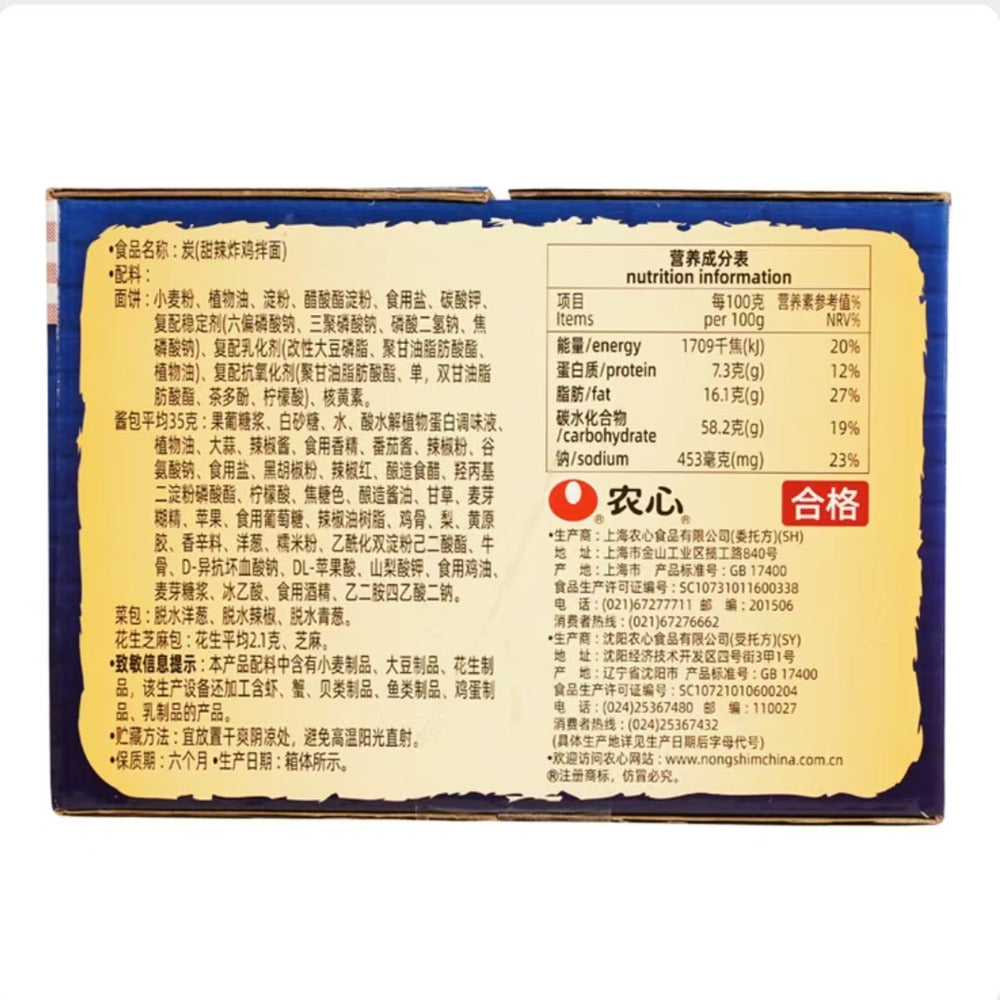 •食品名称：炭(甜辣炸鸡拌面)
•配料：
面饼：小麦粉、植物油、淀粉、醋酸酯淀粉、食用盐、碳酸钾、
复配稳定剂(六偏磷酸钠、三聚磷酸钠、磷酸二氢钠、焦
磷酸钠)、复配乳化剂(改性大豆磷脂、聚甘油脂肪酸酯、
植物油)、复配抗氧化剂(聚甘油脂肪酸酯、单，双甘油脂
肪酸酯、茶多酚、柠檬酸)、核黄素。
酱包平均35克：果葡糖浆、白砂糖、水、酸水解植物蛋白调味液、
植物油、大蒜、辣椒酱、食用香精、番茄酱、辣椒粉、谷
氨酸钠、食用盐、黑胡椒粉、辣椒红、酿造食醋、羟丙基
二淀粉磷酸酯、柠檬酸、焦糖色、酿造酱油、甘草、麦芽
糊精、苹果、食用葡萄糖、辣椒油树脂、鸡骨、梨、黄原
胶、香辛料、洋葱、糯米粉、乙酰化双淀粉己二酸酯、牛
骨、D-异抗坏血酸钠、DL-苹果酸、山梨酸钾、食用鸡油、
麦芽糖浆、冰乙酸、食用酒精、乙二胺四乙酸二钠。
菜包：脱水洋葱、脱水辣椒、脱水青葱。
花生芝麻包：花生平均2.1克、芝麻。
•致敏信息提示：本产品配料中含有小麦制品、大豆制品、花生制
品，该生产设备还加工含虾、蟹、贝类制品、鱼类制品、鸡蛋制
品、乳制品的产品。
•贮藏方法：宜放置干爽阴凉处，避免高温阳光直射。
•保质期：六个月 •生产日期：箱体所示。
营养成分表
nutrition information
项目 每100克 营养素参考值%
Items per 100g NRV%
能量/energy 1709千焦(kJ) 20%
蛋白质/protein 7.3克(g) 12%
脂肪/fat 16.1克(g) 27%
碳水化合物
/carbohydrate 58.2克(g) 19%
钠/sodium 453毫克(mg) 23%
农心 合格
•生产商：上海农心食品有限公司(委托方)(SH)
地 址：上海市金山工业区揽工路840号
产 地：上海市 产品标准号：GB 17400
食品生产许可证编号：SC10731011600338
电 话：(021)67277711 邮 编：201506
消费者热线：(021)67276662
•生产商：沈阳农心食品有限公司(受托方)(SY)
地 址：沈阳经济技术开发区四号街3甲1号
产 地：辽宁省沈阳市 产品标准号：GB 17400
食品生产许可证编号：SC10721010600204
电 话：(024)25367480 邮 编：110027
消费者热线：(024)25367432
(具体生产地详见生产日期后字母代号)
•欢迎访问农心网站：www.nongshimchina.com.cn
®注册商标，仿冒必究。